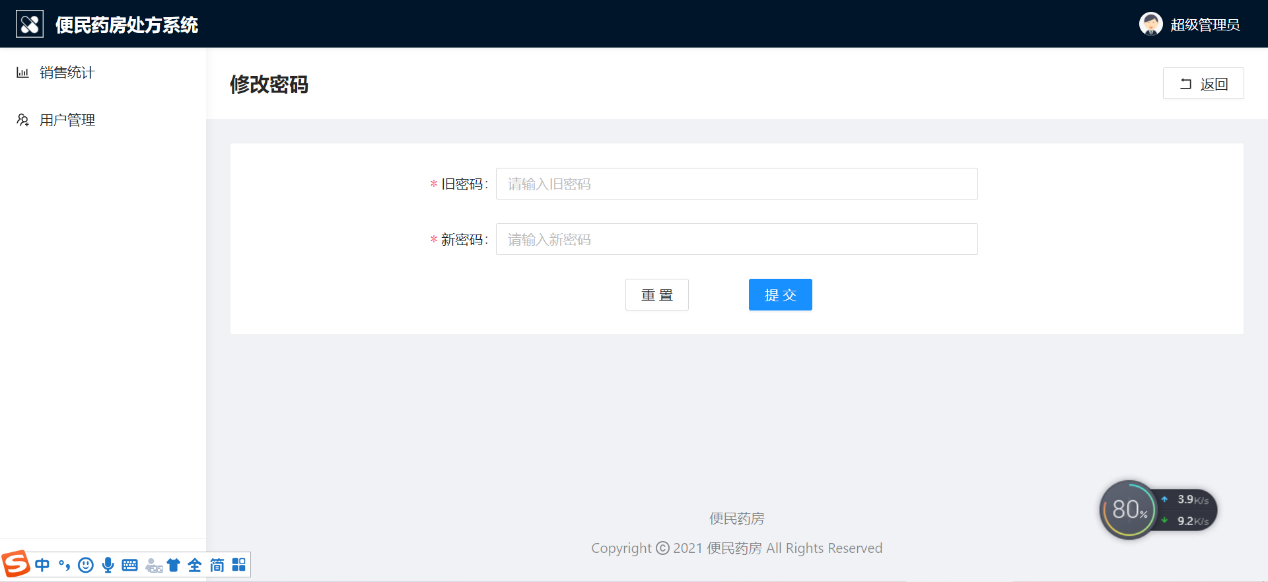 便民药房处方系统
超级管理员
销售统计
用户管理
修改密码
返回
* 旧密码:
请输入旧密码
* 新密码:
请输入新密码
重 置
提 交
80%
3.9K/s
9.2K/s
便民药房
Copyright © 2021 便民药房 All Rights Reserved
S 中 °, 全 简